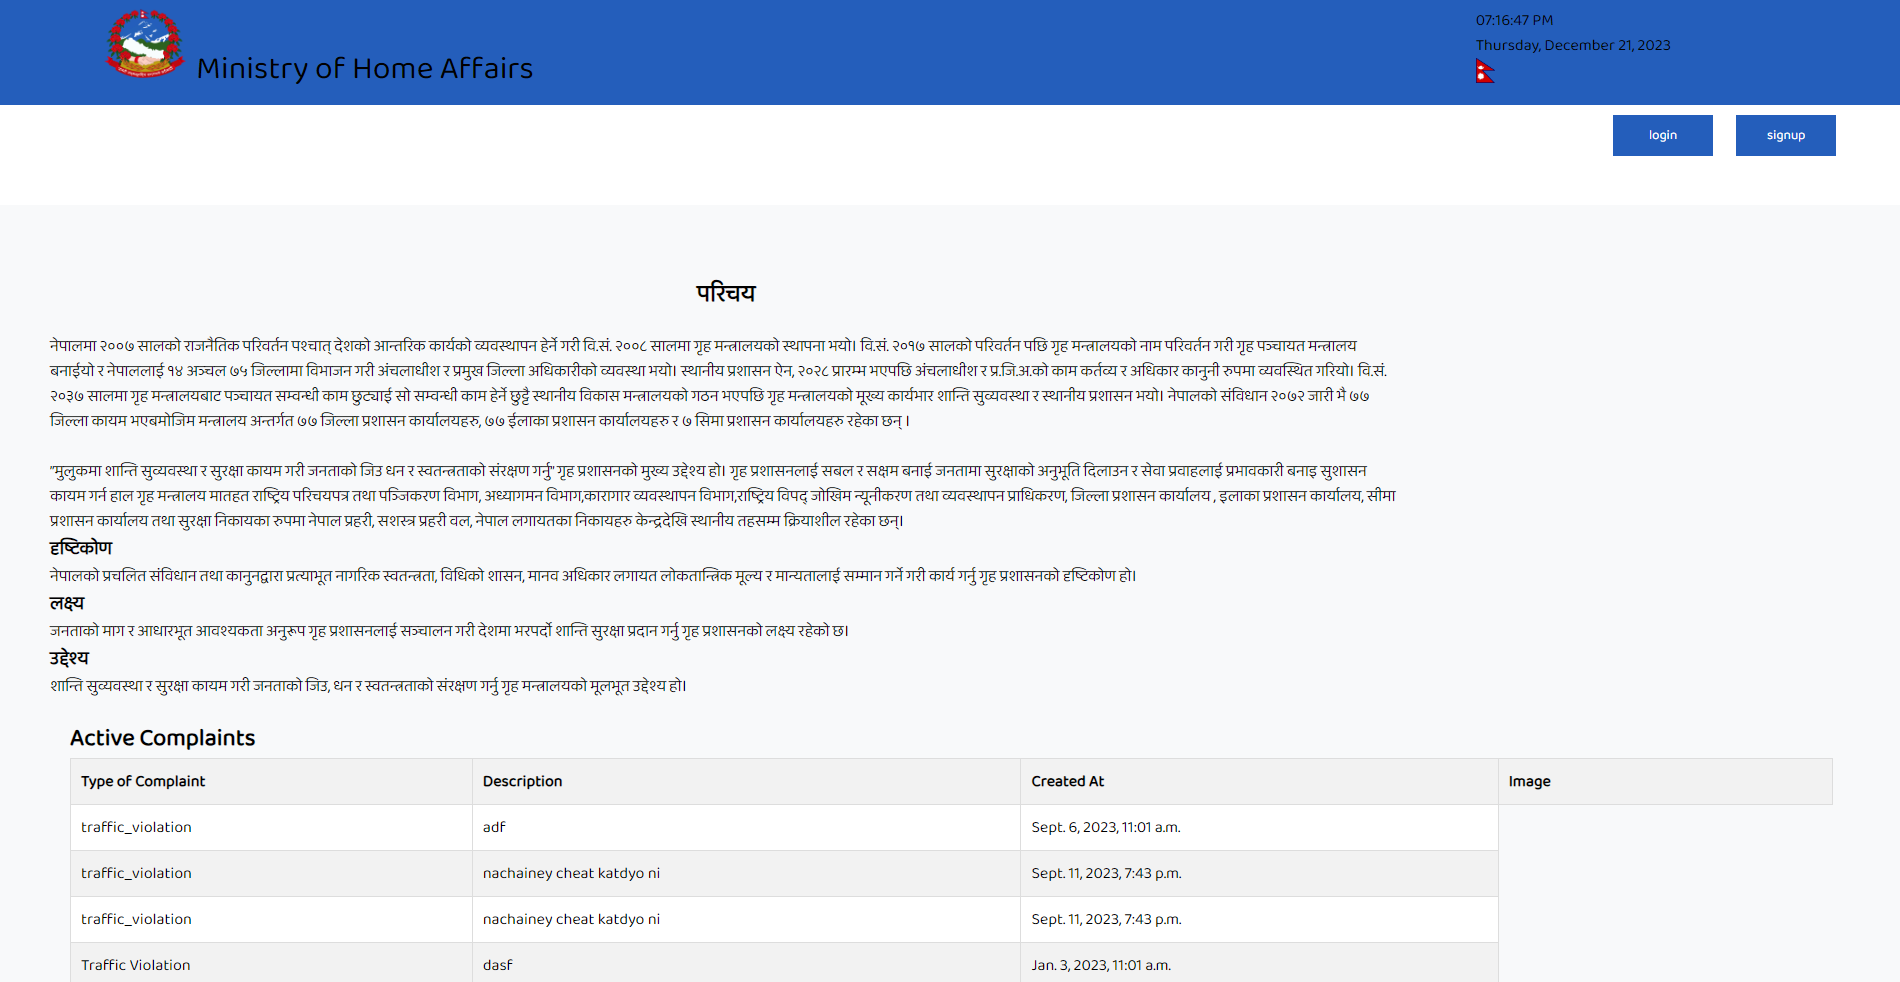 Ministry of Home Affairs
07:16:47 PM
Thursday, December 21, 2023
login
signup
परिचय
नेपालमा २००७ सालको राजनैतिक परिवर्तन पश्चात् देशको आन्तरिक कार्यको व्यवस्थापन हेर्ने गरी वि.सं. २००८ सालमा गृह मन्त्रालयको स्थापना भयो। वि.सं. २०१७ सालको परिवर्तन पछि गृह मन्त्रालयको नाम परिवर्तन गरी गृह पञ्चायत मन्त्रालय
बनाईयो र नेपाललाई १४ अञ्चल ७५ जिल्लामा विभाजन गरी अंचलाधीश र प्रमुख जिल्ला अधिकारीको व्यवस्था भयो। स्थानीय प्रशासन ऐन, २०२८ प्रारम्भ भएपछि अंचलाधीश र प्र.जि.अ.को काम कर्तव्य र अधिकार कानुनी रुपमा व्यवस्थित गरियो। वि.सं.
२०३७ सालमा गृह मन्त्रालयबाट पञ्चायत सम्वन्धी काम छुट्याई सो सम्वन्धी काम हेर्ने छुट्टै स्थानीय विकास मन्त्रालयको गठन भएपछि गृह मन्त्रालयको मूख्य कार्यभार शान्ति सुव्यवस्था र स्थानीय प्रशासन भयो। नेपालको संविधान २०७२ जारी भै ७७
जिल्ला कायम भएबमोजिम मन्त्रालय अन्तर्गत ७७ जिल्ला प्रशासन कार्यालयहरु, ७७ ईलाका प्रशासन कार्यालयहरु र ७ सिमा प्रशासन कार्यालयहरु रहेका छन् ।
"मुलुकमा शान्ति सुव्यवस्था र सुरक्षा कायम गरी जनताको जिउ धन र स्वतन्त्रताको संरक्षण गर्नु" गृह प्रशासनको मुख्य उद्देश्य हो। गृह प्रशासनलाई सबल र सक्षम बनाई जनतामा सुरक्षाको अनुभूति दिलाउन र सेवा प्रवाहलाई प्रभावकारी बनाइ सुशासन
कायम गर्न हाल गृह मन्त्रालय मातहत राष्ट्रिय परिचयपत्र तथा पञ्जिकरण विभाग, अध्यागमन विभाग,कारागार व्यवस्थापन विभाग,राष्ट्रिय विपद् जोखिम न्यूनीकरण तथा व्यवस्थापन प्राधिकरण, जिल्ला प्रशासन कार्यालय , इलाका प्रशासन कार्यालय, सीमा
प्रशासन कार्यालय तथा सुरक्षा निकायका रुपमा नेपाल प्रहरी, सशस्त्र प्रहरी वल, नेपाल लगायतका निकायहरु केन्द्रदेखि स्थानीय तहसम्म क्रियाशील रहेका छन्।
दृष्टिकोण
नेपालको प्रचलित संविधान तथा कानुनद्वारा प्रत्याभूत नागरिक स्वतन्त्रता, विधिको शासन, मानव अधिकार लगायत लोकतान्त्रिक मूल्य र मान्यतालाई सम्मान गर्ने गरी कार्य गर्नु गृह प्रशासनको दृष्टिकोण हो।
लक्ष्य
जनताको माग र आधारभूत आवश्यकता अनुरूप गृह प्रशासनलाई सञ्चालन गरी देशमा भरपर्दो शान्ति सुरक्षा प्रदान गर्नु गृह प्रशासनको लक्ष्य रहेको छ।
उद्देश्य
शान्ति सुव्यवस्था र सुरक्षा कायम गरी जनताको जिउ, धन र स्वतन्त्रताको संरक्षण गर्नु गृह मन्त्रालयको मूलभूत उद्देश्य हो।
Active Complaints
Type of Complaint Description Created At Image
traffic_violation adf Sept. 6, 2023, 11:01 a.m.
traffic_violation nachainey cheat katdyo ni Sept. 11, 2023, 7:43 p.m.
traffic_violation nachainey cheat katdyo ni Sept. 11, 2023, 7:43 p.m.
Traffic Violation dasf Jan. 3, 2023, 11:01 a.m.